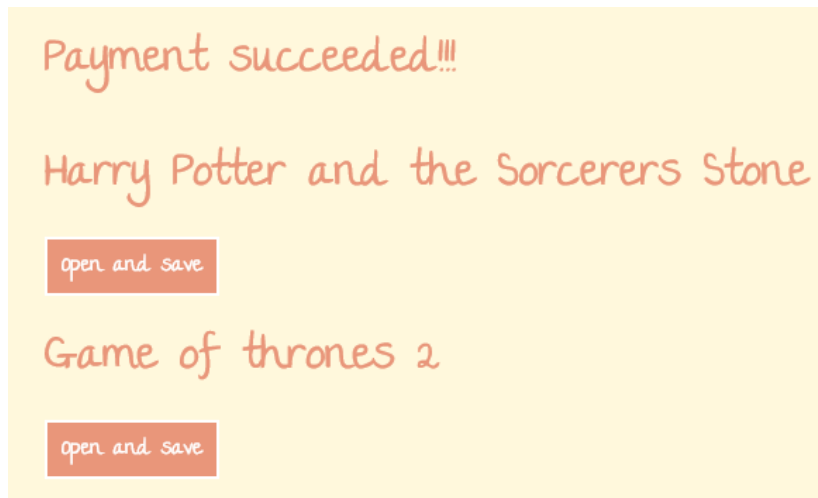 Payment succeeded!!!
Harry Potter and the Sorcerers Stone
Open and save
Game of thrones 2
Open and save